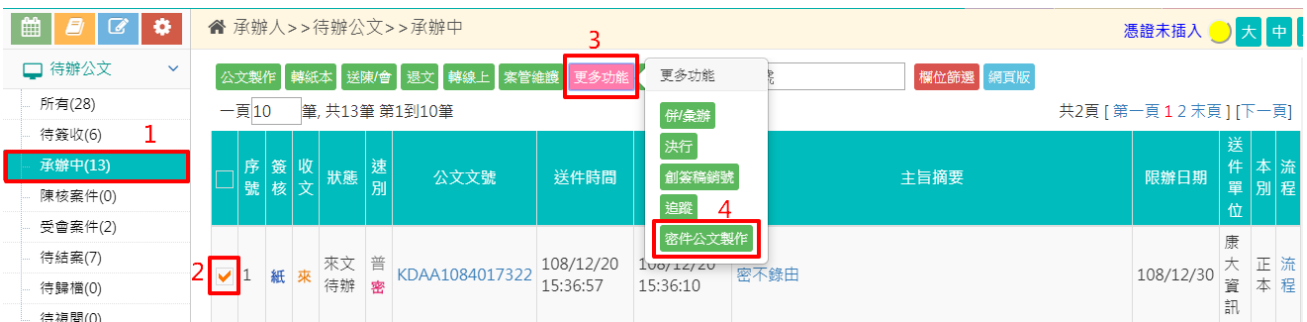 承辦人>>待辦公文>>承辦中
憑證未插入
大
中
3
待辦公文
所有(28)
待簽收(6)
1
承辦中(13)
陳核案件(0)
受會案件(2)
待結案(7)
待歸檔(0)
公文製作 轉紙本 送陳/會 退文 轉線上 案管維護 更多功能
號
欄位篩選 網頁版
更多功能
併/彙辦
決行
創簽稿銷號
追蹤
4
密件公文製作
一頁10 筆, 共13筆 第1到10筆
共2頁 [ 第一頁 1 2 末頁 ] [下一頁]
序號 簽核 收文 狀態 速別 公文文號 送件時間 主旨摘要 限辦日期 送件單位 本別 流程
2
1 紙 來 來文待辦 普密 KDAA1084017322 108/12/20 15:36:57 108/12/20 15:36:10 密不錄由 108/12/30 康大資訊 正本 流程